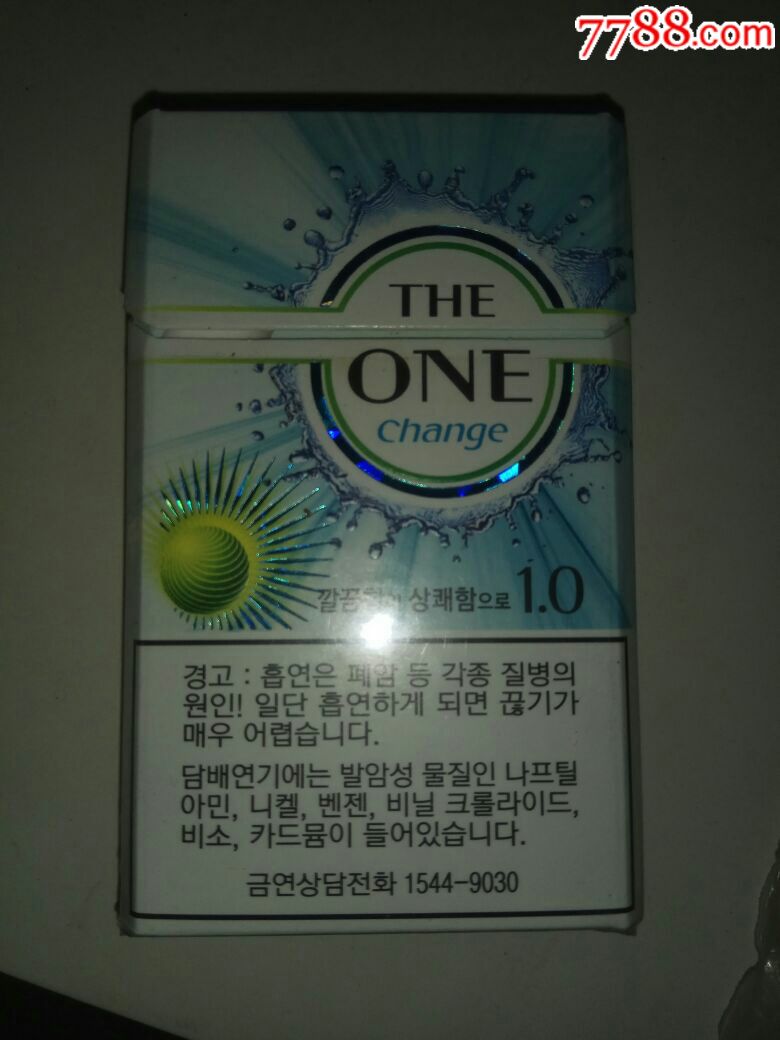 7788.com
THE
ONE
Change
깔끔함이 상쾌함으로 1.0
경고 : 흡연은 폐암 등 각종 질병의
원인! 일단 흡연하게 되면 끊기가
매우 어렵습니다.
담배연기에는 발암성 물질인 나프틸
아민, 니켈, 벤젠, 비닐 크롤라이드,
비소, 카드뮴이 들어있습니다.
금연상담전화 1544-9030